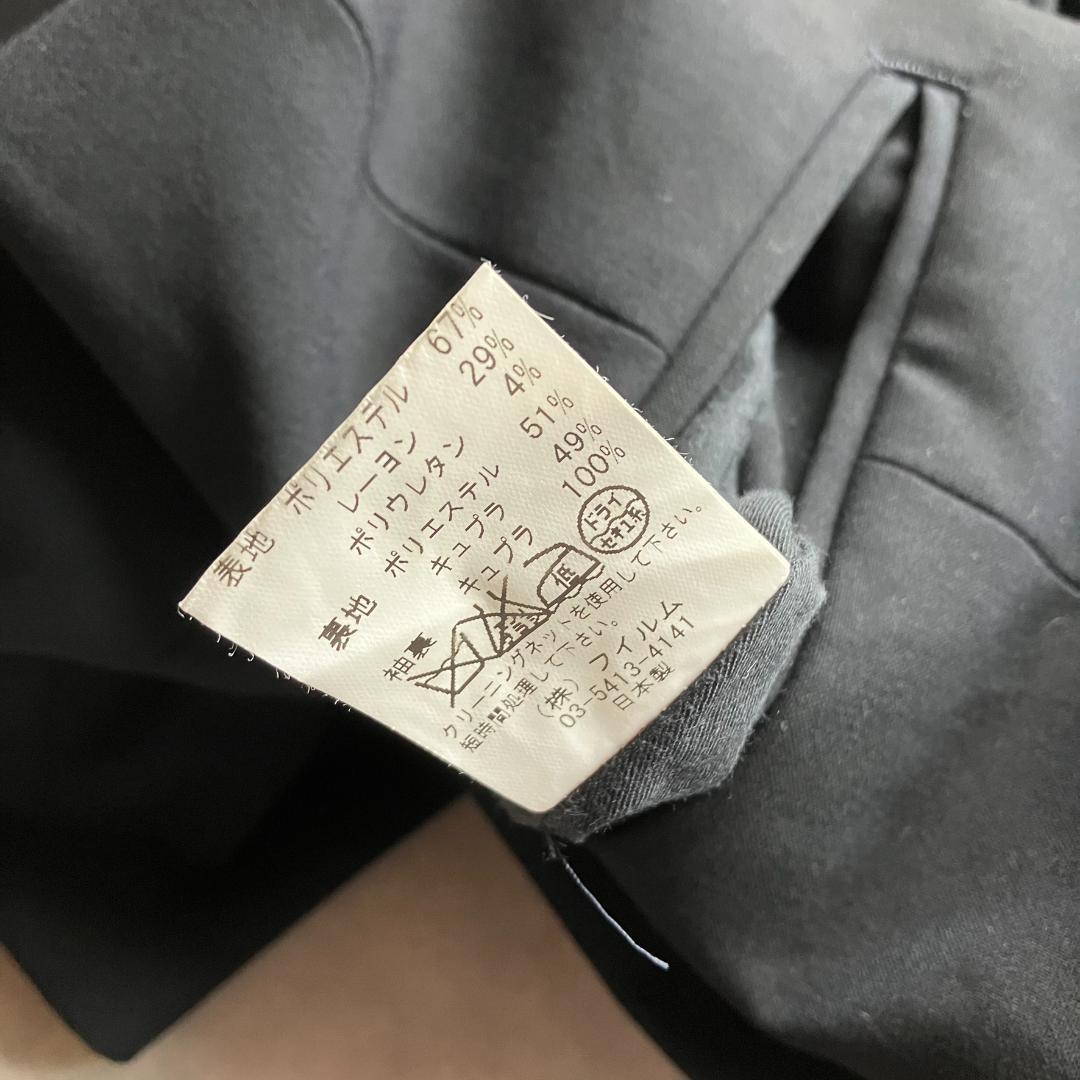 表地 ポリエステル 67%
レーヨン 29%
ポリウレタン 4%
裏地 ポリエステル 51%
キュプラ 49%
袖裏 キュプラ 100%
低 ドライ セキユ系
クリーニングネットを使用して下さい。
短時間処理して下さい。
(株) フィルム
03-5413-4141
日本製